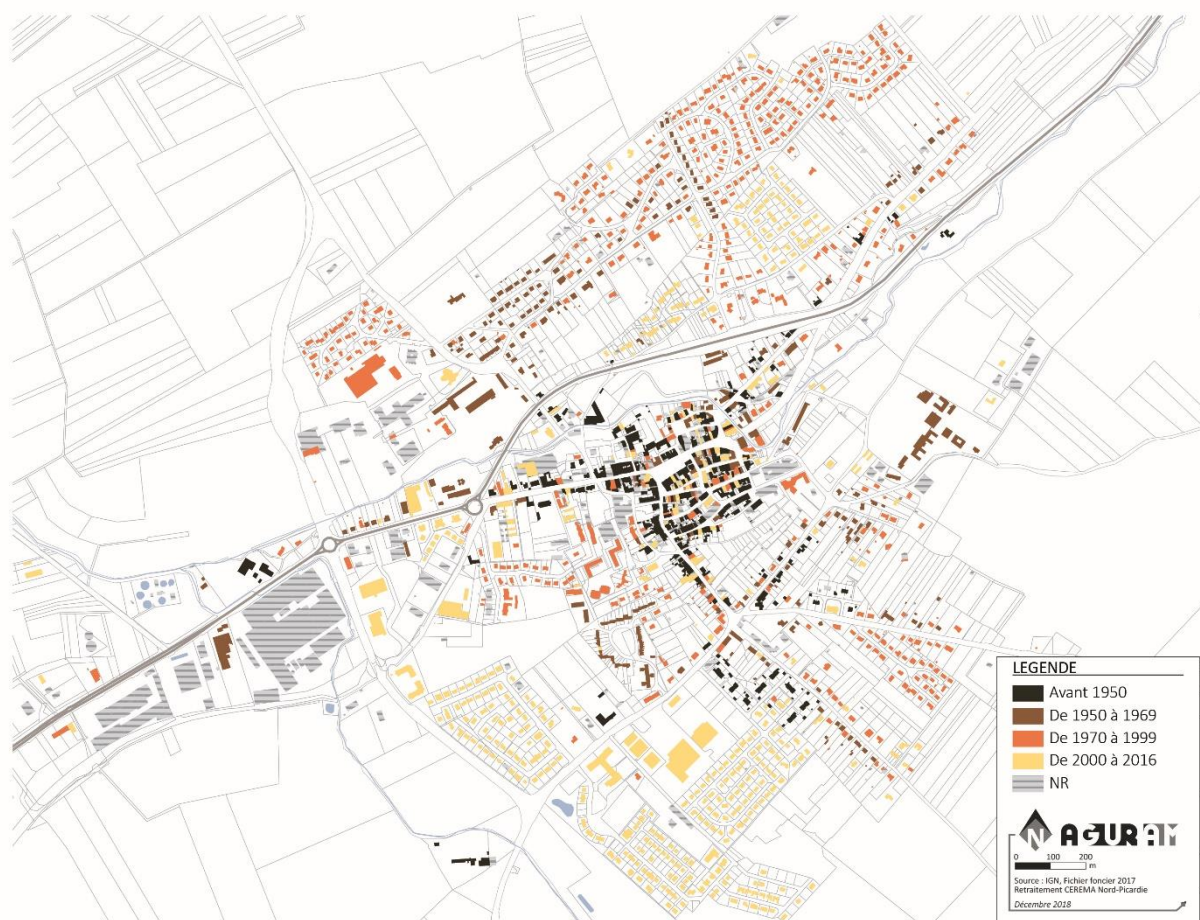 LEGENDE
Avant 1950
De 1950 à 1969
De 1970 à 1999
De 2000 à 2016
NR
N AGURAM
0 100 200
m
Source : IGN, Fichier foncier 2017
Retraitement CEREMA Nord-Picardie
Décembre 2018